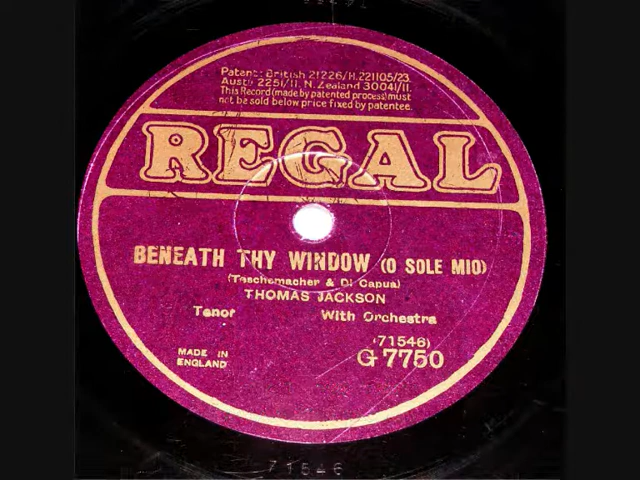 Patent: British 21226/H. 221105/23.
Austr 2251/11. N. Zealand 30041/11.
This Record (made by patented process) must
not be sold below price fixed by patentee.
REGAL
BENEATH THY WINDOW (O SOLE MIO)
(Teschemacher & Di Capua)
THOMAS JACKSON
Tenor With Orchestra
(71546)
MADE IN G 7750
ENGLAND
71546